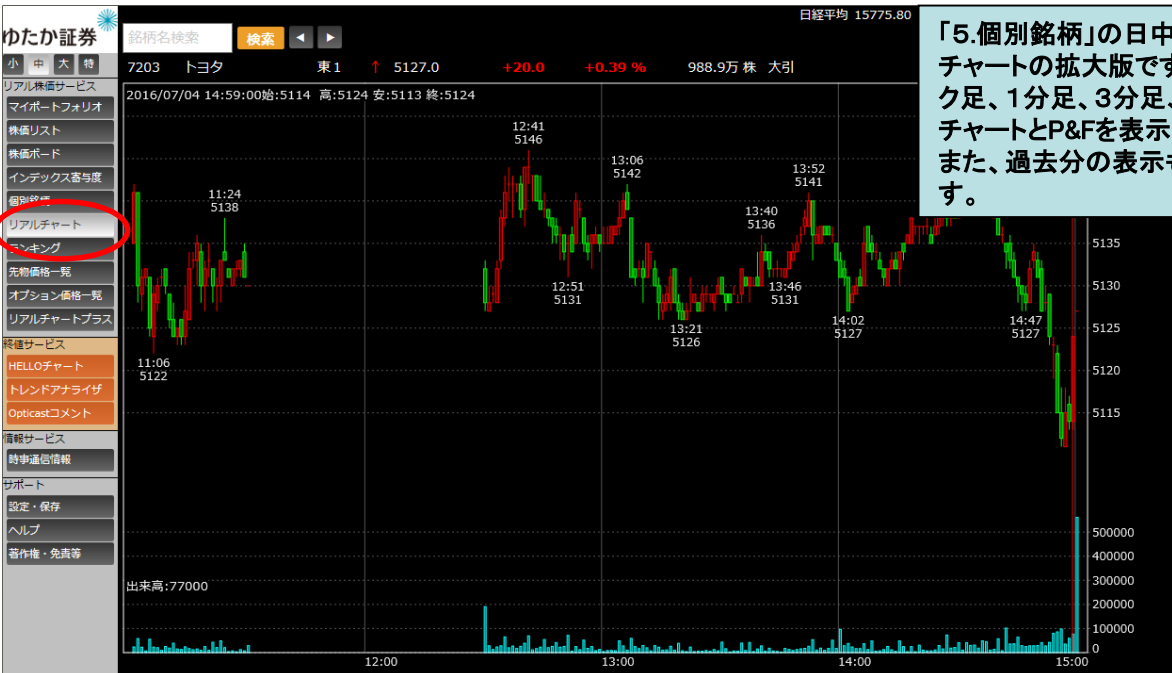 日経平均 15775.80
ゆたか証券
銘柄名検索
検索
小 中 大 特
7203 トヨタ 東1 ↑ 5127.0 +20.0 +0.39 % 988.9万 株 大引
「5.個別銘柄」の日中
チャートの拡大版です
ク足、1分足、3分足、
チャートとP&Fを表示
また、過去分の表示も
す。
リアル株価サービス
マイポートフォリオ
株価リスト
株価ボード
インデックス寄与度
個別銘柄
リアルチャート
ランキング
先物価格一覧
オプション価格一覧
リアルチャートプラス
終値サービス
HELLOチャート
トレンドアナライザ
Opticastコメント
情報サービス
時事通信情報
サポート
設定・保存
ヘルプ
著作権・免責等
2016/07/04 14:59:00始:5114 高:5124 安:5113 終:5124
12:41
5146
13:06
5142
13:52
5141
11:24
5138
13:40
5136
12:51
5131
13:46
5131
13:21
5126
14:02
5127
14:47
5127
11:06
5122
5135
5130
5125
5120
5115
500000
400000
300000
200000
100000
0
出来高:77000
12:00
13:00
14:00
15:00